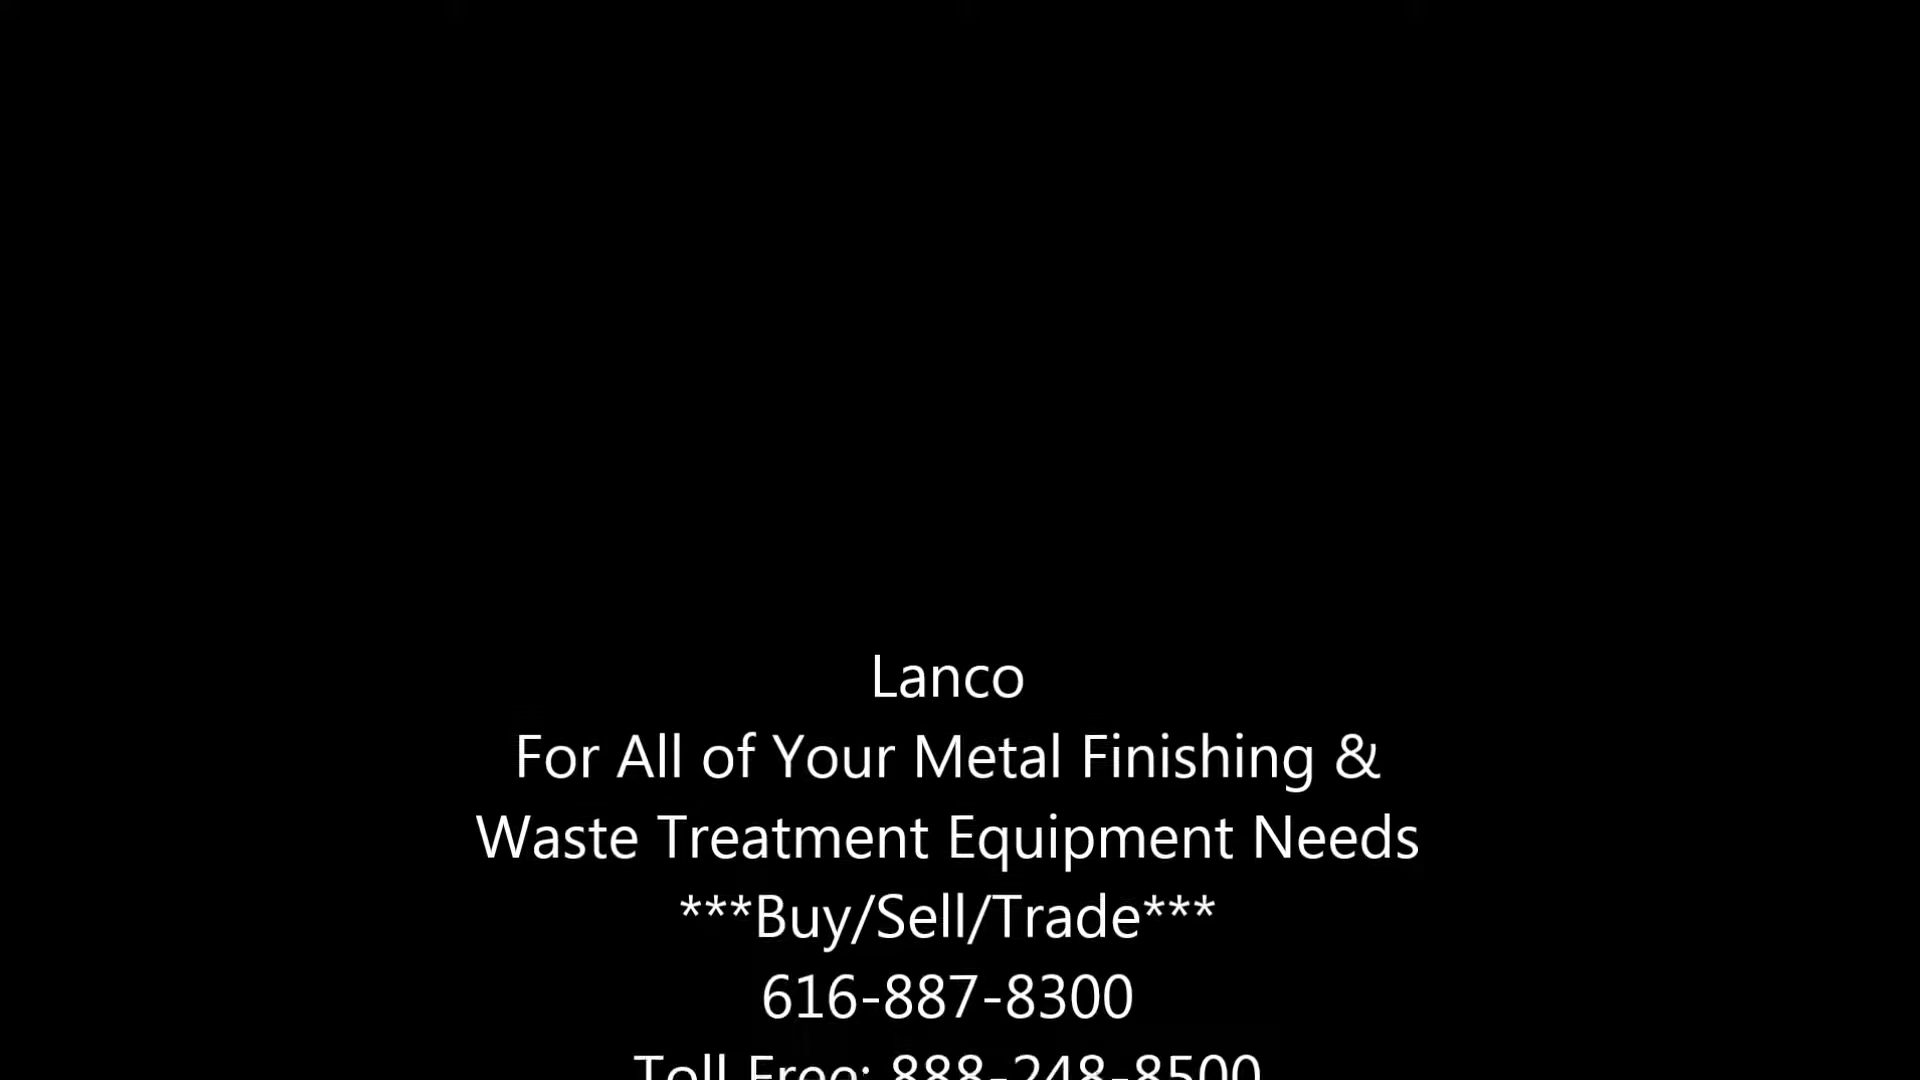 Lanco
For All of Your Metal Finishing &
Waste Treatment Equipment Needs
***Buy/Sell/Trade***
616-887-8300
Toll Free: 888-248-8500